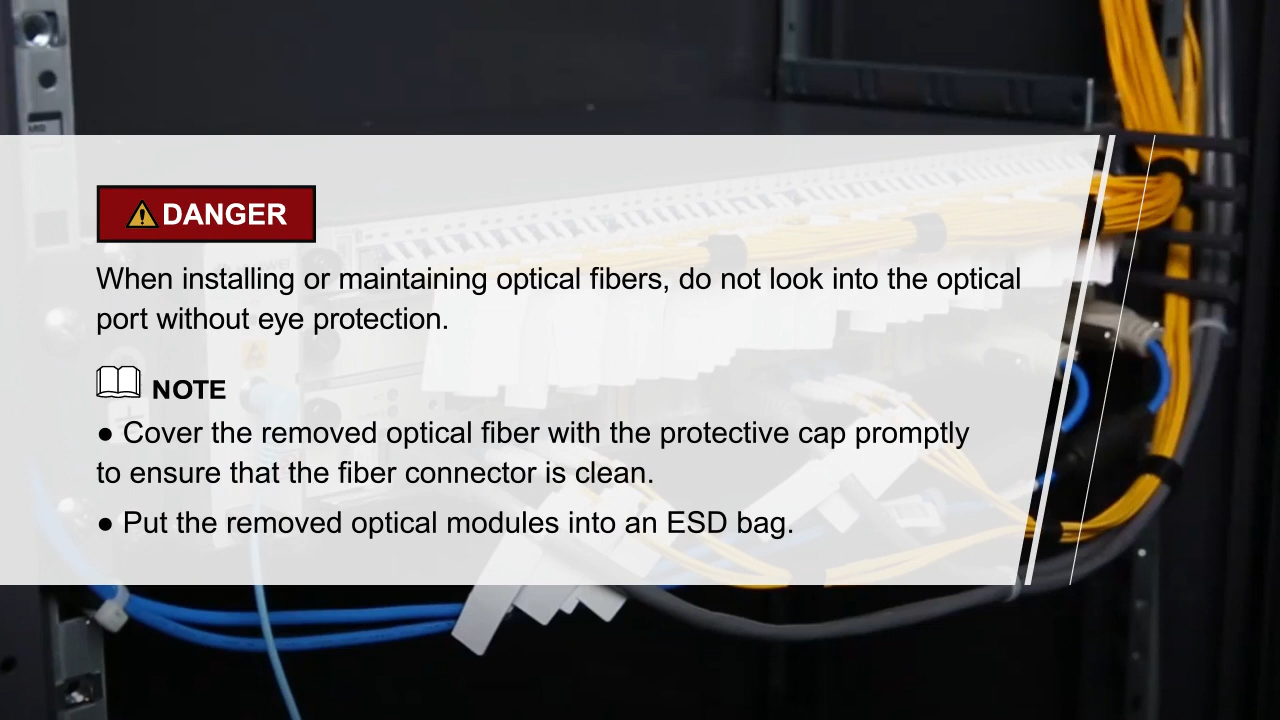 DANGER
When installing or maintaining optical fibers, do not look into the optical
port without eye protection.
NOTE
● Cover the removed optical fiber with the protective cap promptly
to ensure that the fiber connector is clean.
● Put the removed optical modules into an ESD bag.